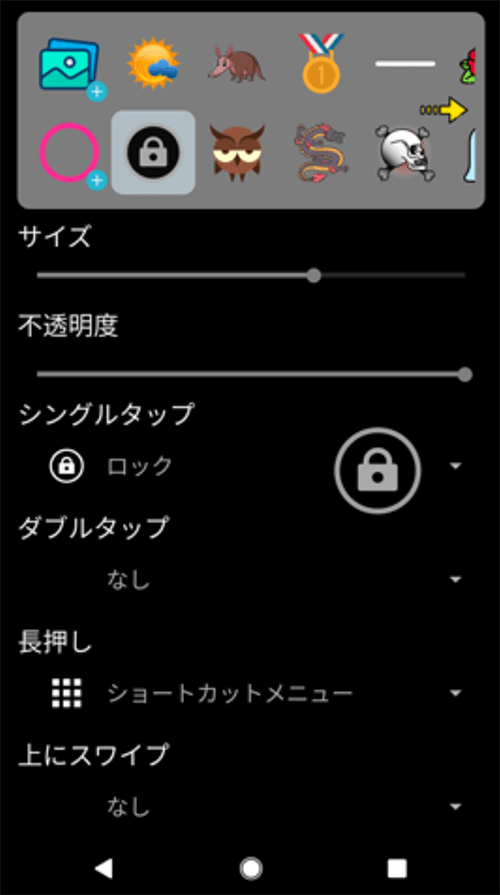 1
サイズ
不透明度
シングルタップ
ロック
ダブルタップ
なし
長押し
ショートカットメニュー
上にスワイプ
なし